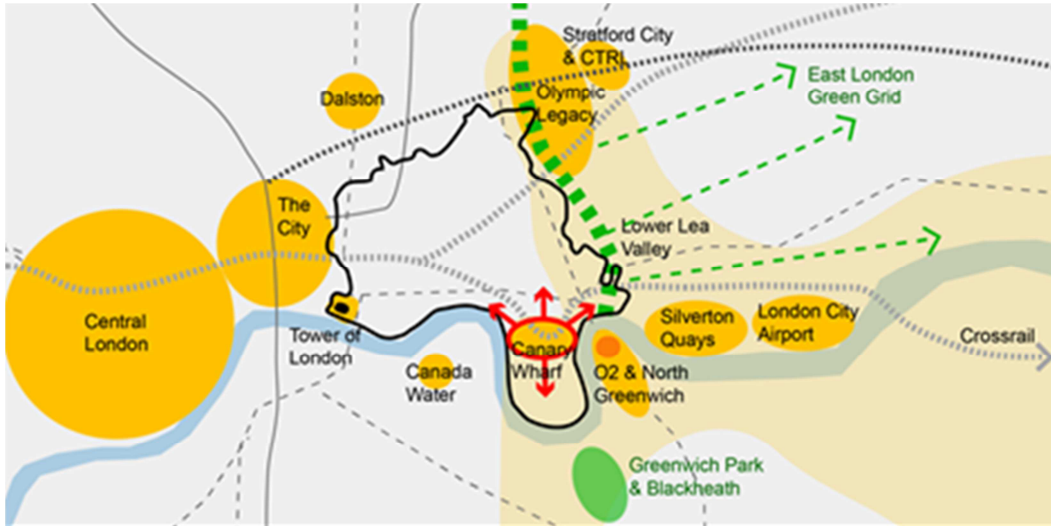 Stratford City
& CTRL
East London
Green Grid
Dalston
Olympic
Legacy
The
City
Lower Lea
Valley
Central
London
Tower of
London
Silverton
Quays
London City
Airport
Crossrail
Canary
Wharf
Canada
Water
O2 & North
Greenwich
Greenwich Park
& Blackheath